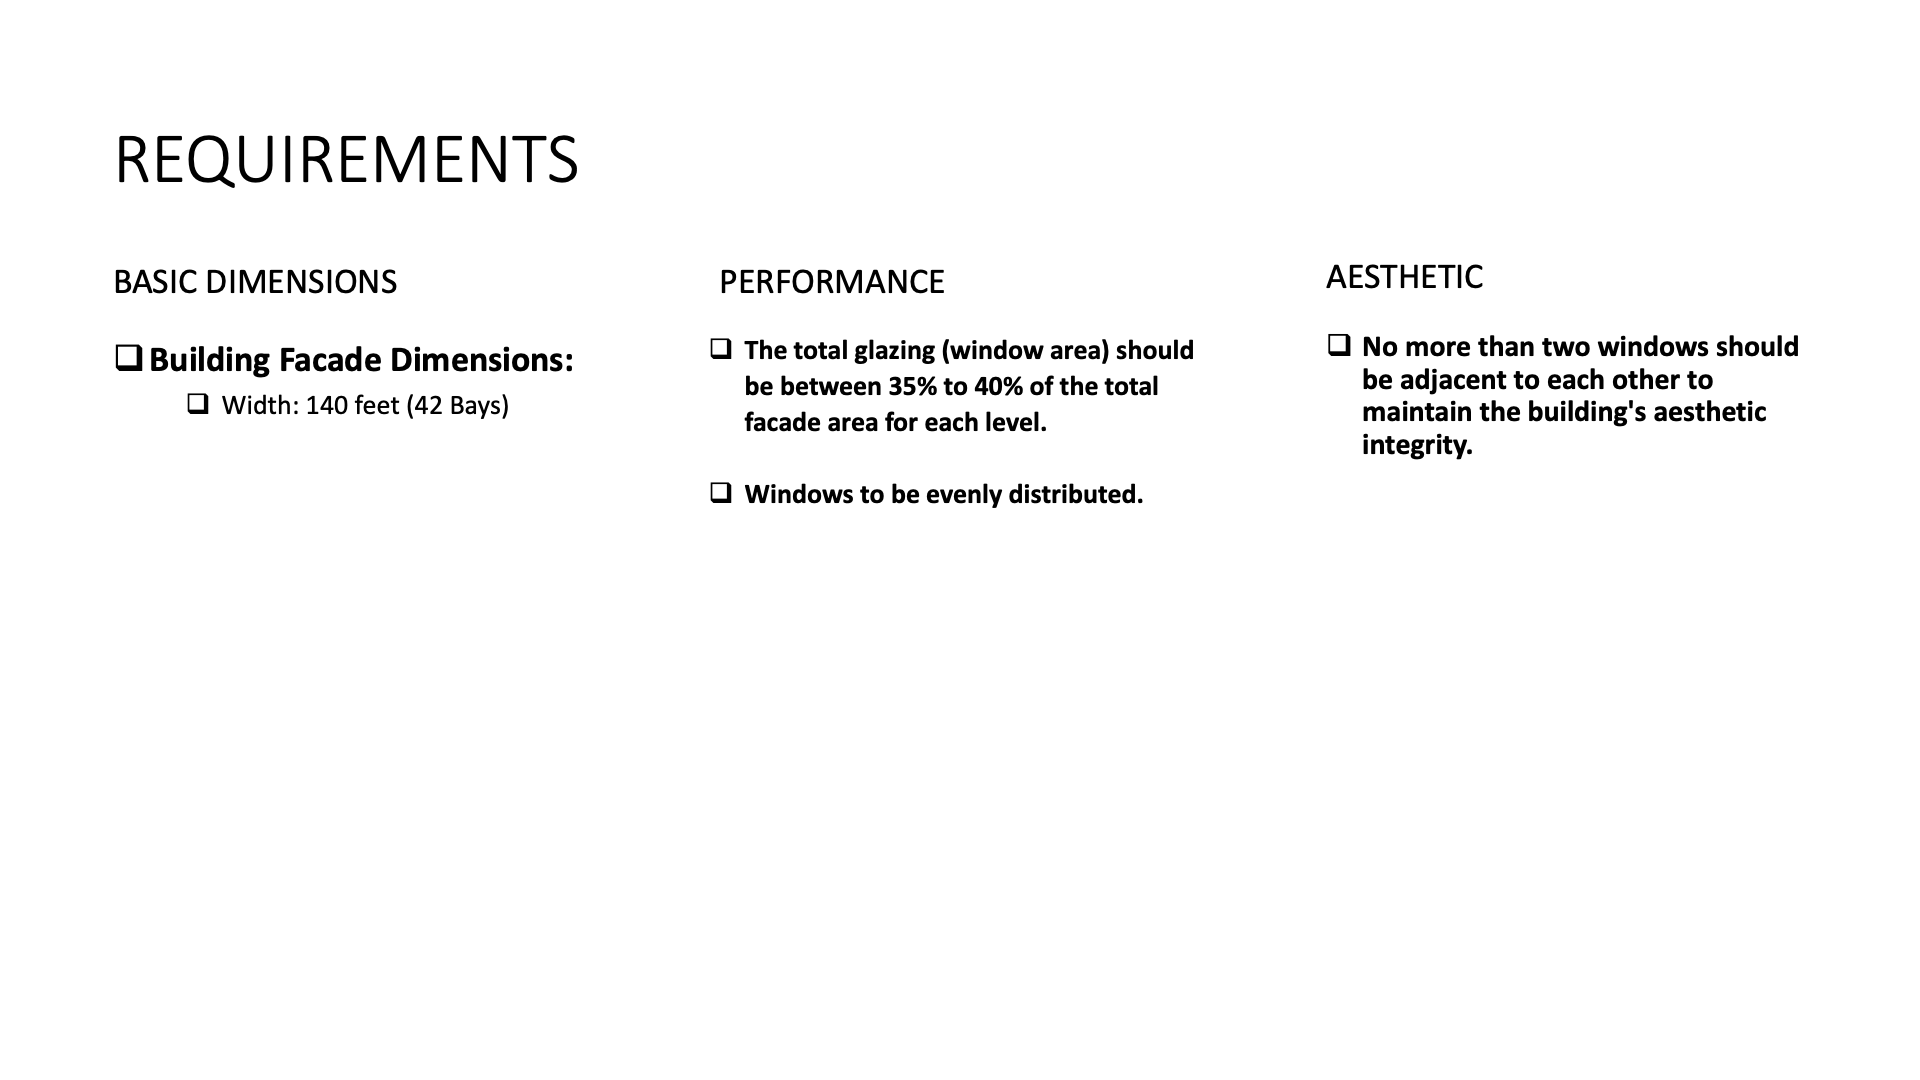 REQUIREMENTS
BASIC DIMENSIONS
❑ Building Facade Dimensions:
❑ Width: 140 feet (42 Bays)
PERFORMANCE
❑ The total glazing (window area) should
be between 35% to 40% of the total
facade area for each level.
❑ Windows to be evenly distributed.
AESTHETIC
❑ No more than two windows should
be adjacent to each other to
maintain the building's aesthetic
integrity.